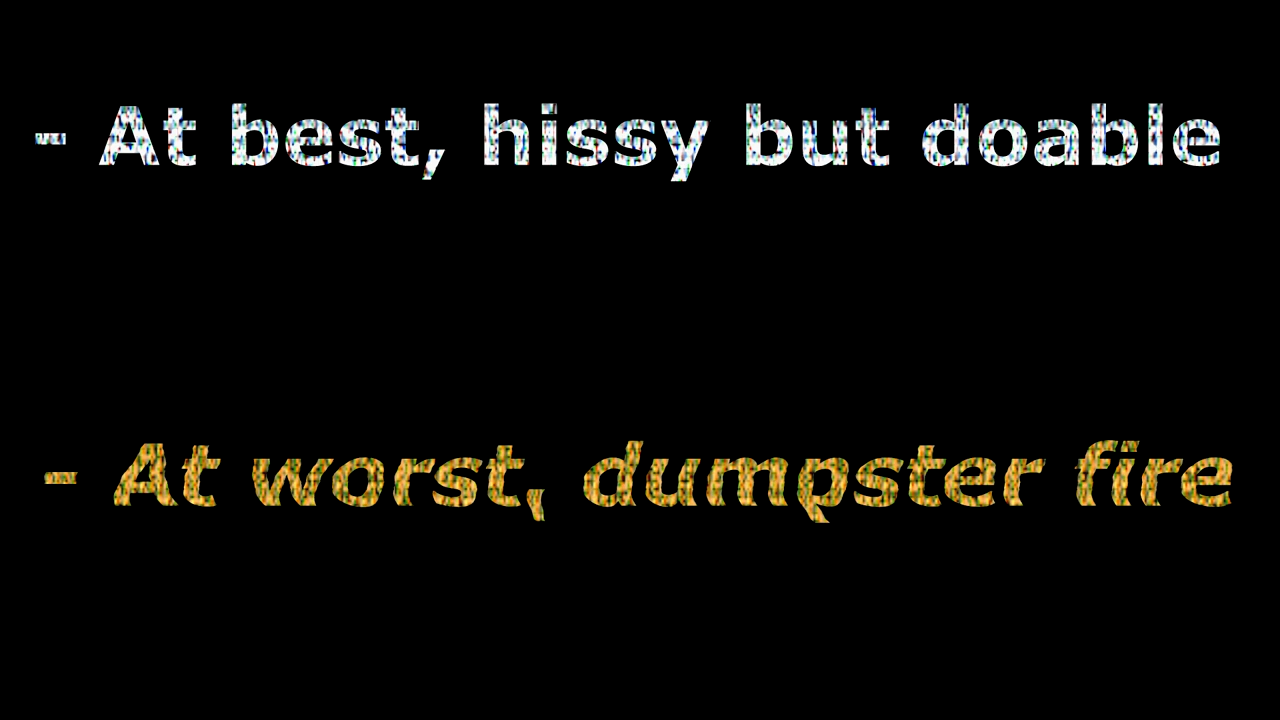 - At best, hissy but doable
- At worst, dumpster fire